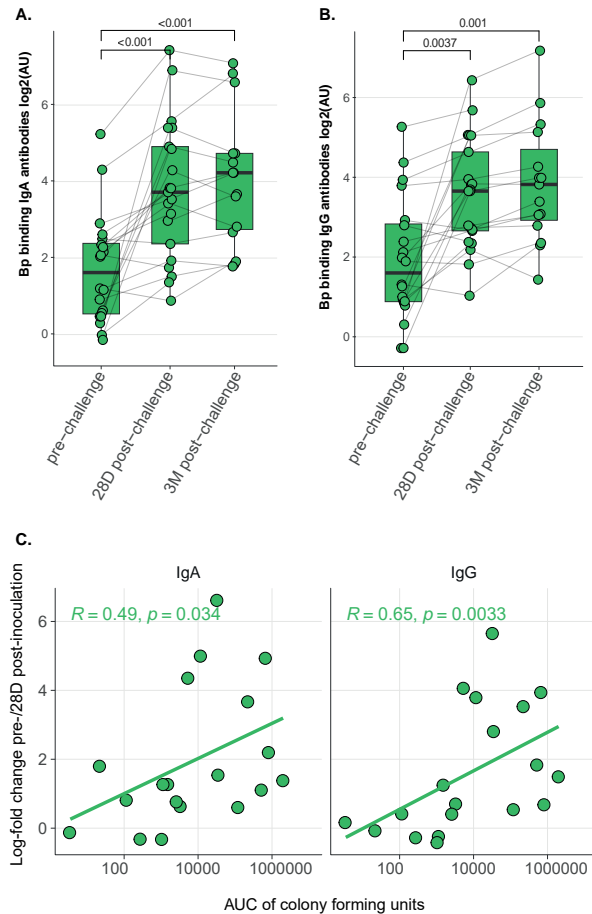 A.
B.
<0.001
<0.001
0.001
0.0037
Bp binding IgA antibodies log2(AU)
6
4
2
0
Bp binding IgG antibodies log2(AU)
6
4
2
0
pre−challenge
28D post−challenge
3M post−challenge
pre−challenge
28D post−challenge
3M post−challenge
C.
IgA
IgG
Log-fold change pre-/28D post-inoculation
R = 0.49, p = 0.034
R = 0.65, p = 0.0033
6
4
2
0
100
10000
1000000
100
10000
1000000
AUC of colony forming units